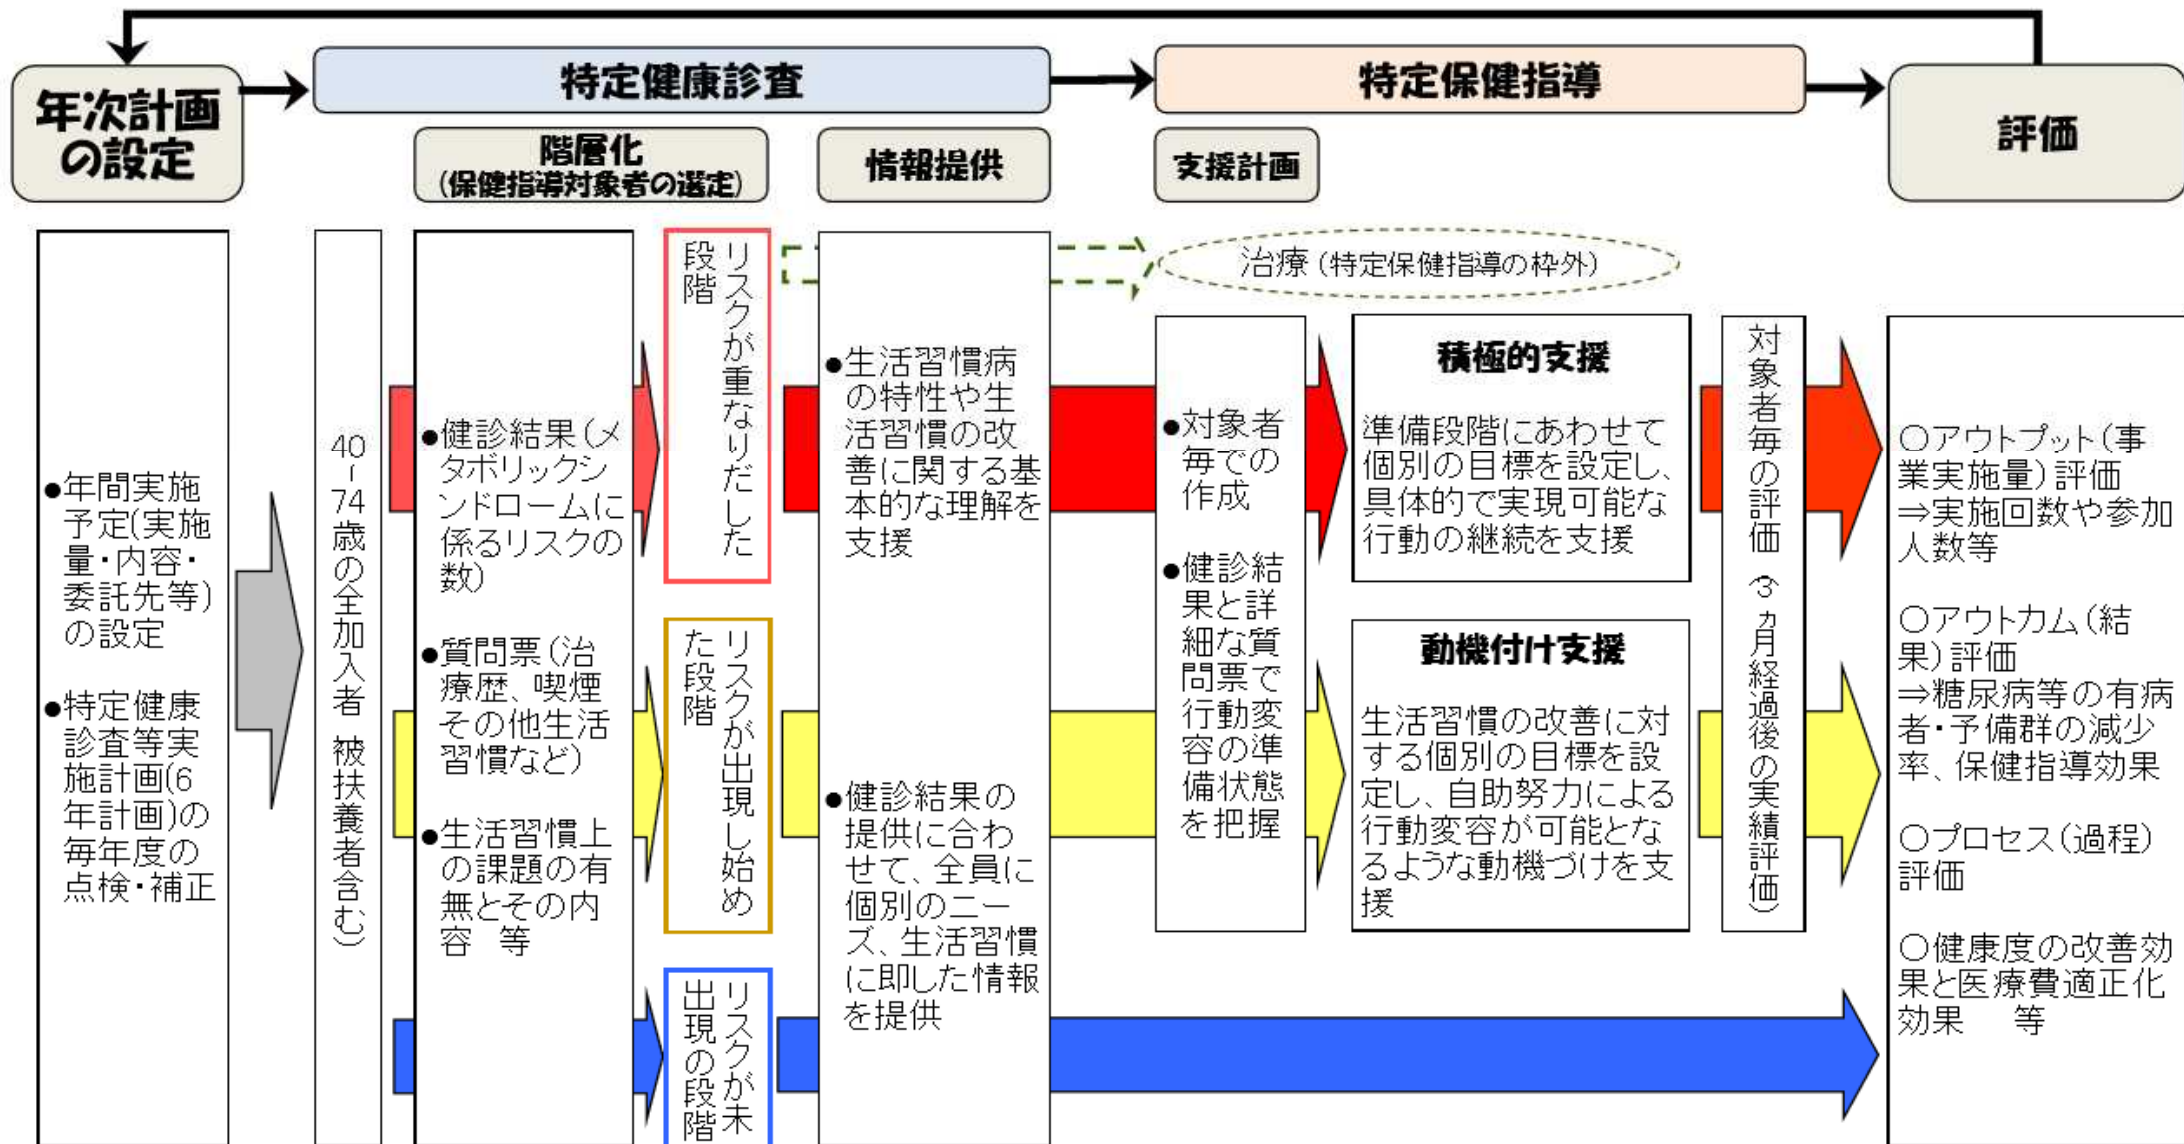 年次計画
の設定
特定健康診査
特定保健指導
評価
階層化
(保健指導対象者の選定)
情報提供
支援計画
●年間実施
予定(実施
量・内容・
委託先等)
の設定
●特定健康
診査等実
施計画(6
年計画)の
毎年度の
点検・補正
40~74歳の全加入者(被扶養者含む)
●健診結果(メ
タボリックシ
ンドロームに
係るリスクの
数)
●質問票(治
療歴、喫煙
その他生活
習慣など)
●生活習慣上
の課題の有
無とその内
容 等
リスクが重なりだした
段階
リスクが出現し始め
た段階
リスクが未
出現の段階
●生活習慣病
の特性や生
活習慣の改
善に関する基
本的な理解を
支援
●健診結果の
提供に合わ
せて、全員に
個別のニー
ズ、生活習慣
に即した情報
を提供
治療(特定保健指導の枠外)
●対象者
毎での
作成
●健診結
果と詳
細な質
問票で
行動変
容の準
備状態
を把握
積極的支援
準備段階にあわせて
個別の目標を設定し、
具体的で実現可能な
行動の継続を支援
動機付け支援
生活習慣の改善に対
する個別の目標を設
定し、自助努力による
行動変容が可能とな
るような動機づけを支
援
対象者毎の評価(3ヵ月経過後の実績評価)
○アウトプット(事
業実施量)評価
⇒実施回数や参加
人数等
○アウトカム(結
果)評価
⇒糖尿病等の有病
者・予備群の減少
率、保健指導効果
○プロセス(過程)
評価
○健康度の改善効
果と医療費適正化
効果 等